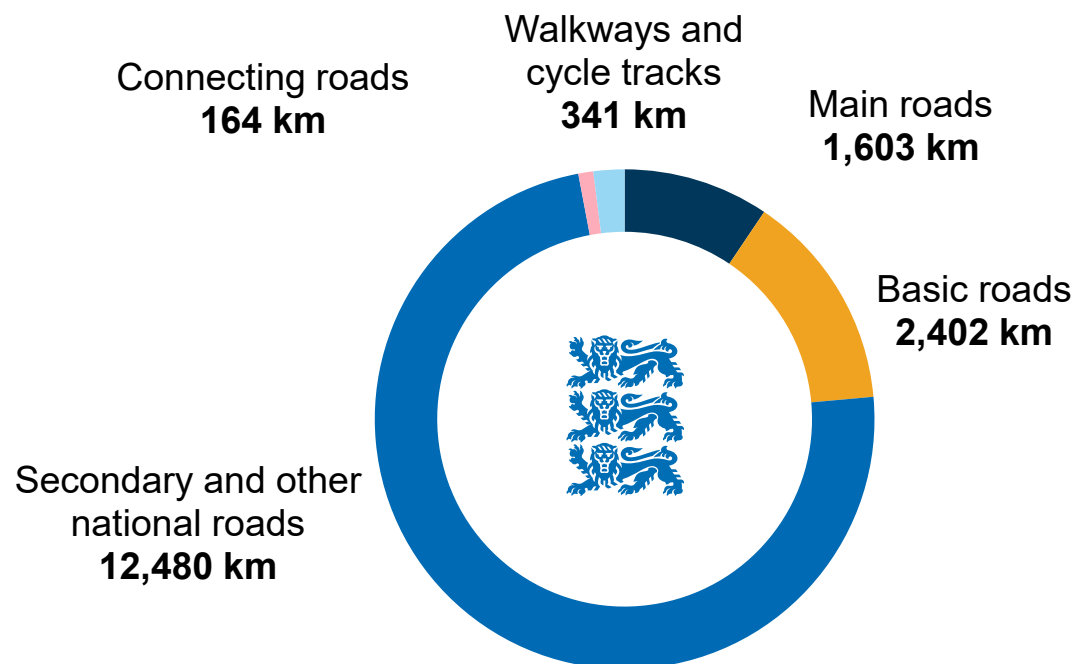 Walkways and
cycle tracks
341 km
Connecting roads
164 km
Main roads
1,603 km
Basic roads
2,402 km
Secondary and other
national roads
12,480 km